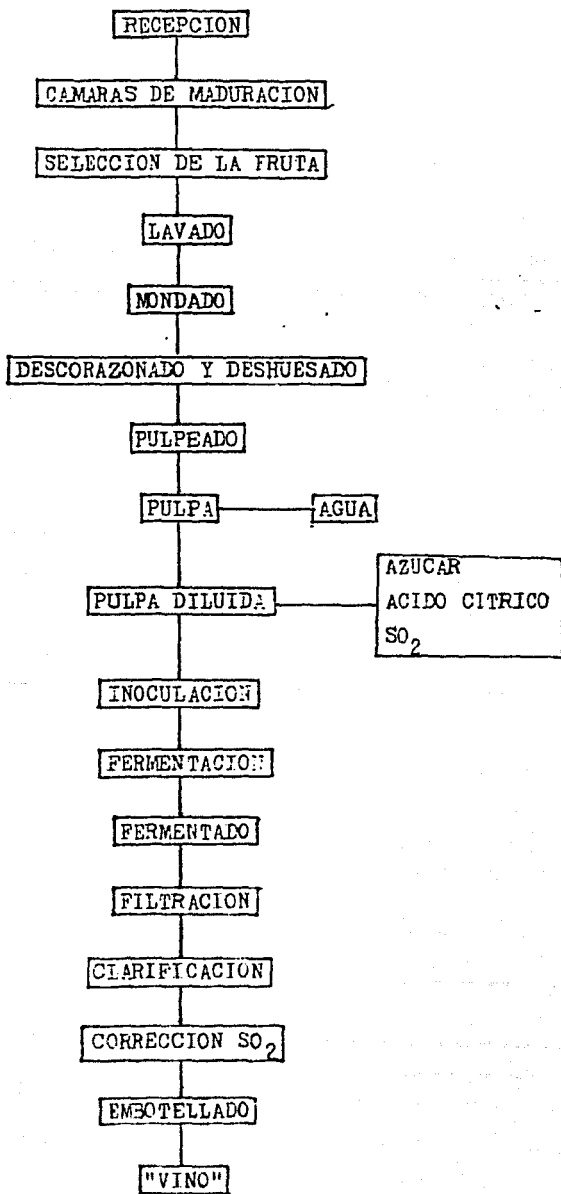 RECEPCION
CAMARAS DE MADURACION
SELECCION DE LA FRUTA
LAVADO
MONDADO
DESCORAZONADO Y DESHUESADO
PULPEADO
PULPA AGUA
PULPA DILUIDA
AZUCAR
ACIDO CITRICO
SO₂
INOCULACION
FERMENTACION
FERMENTADO
FILTRACION
CLARIFICACION
CORRECCION SO₂
EMBOTELLADO
"VINO"